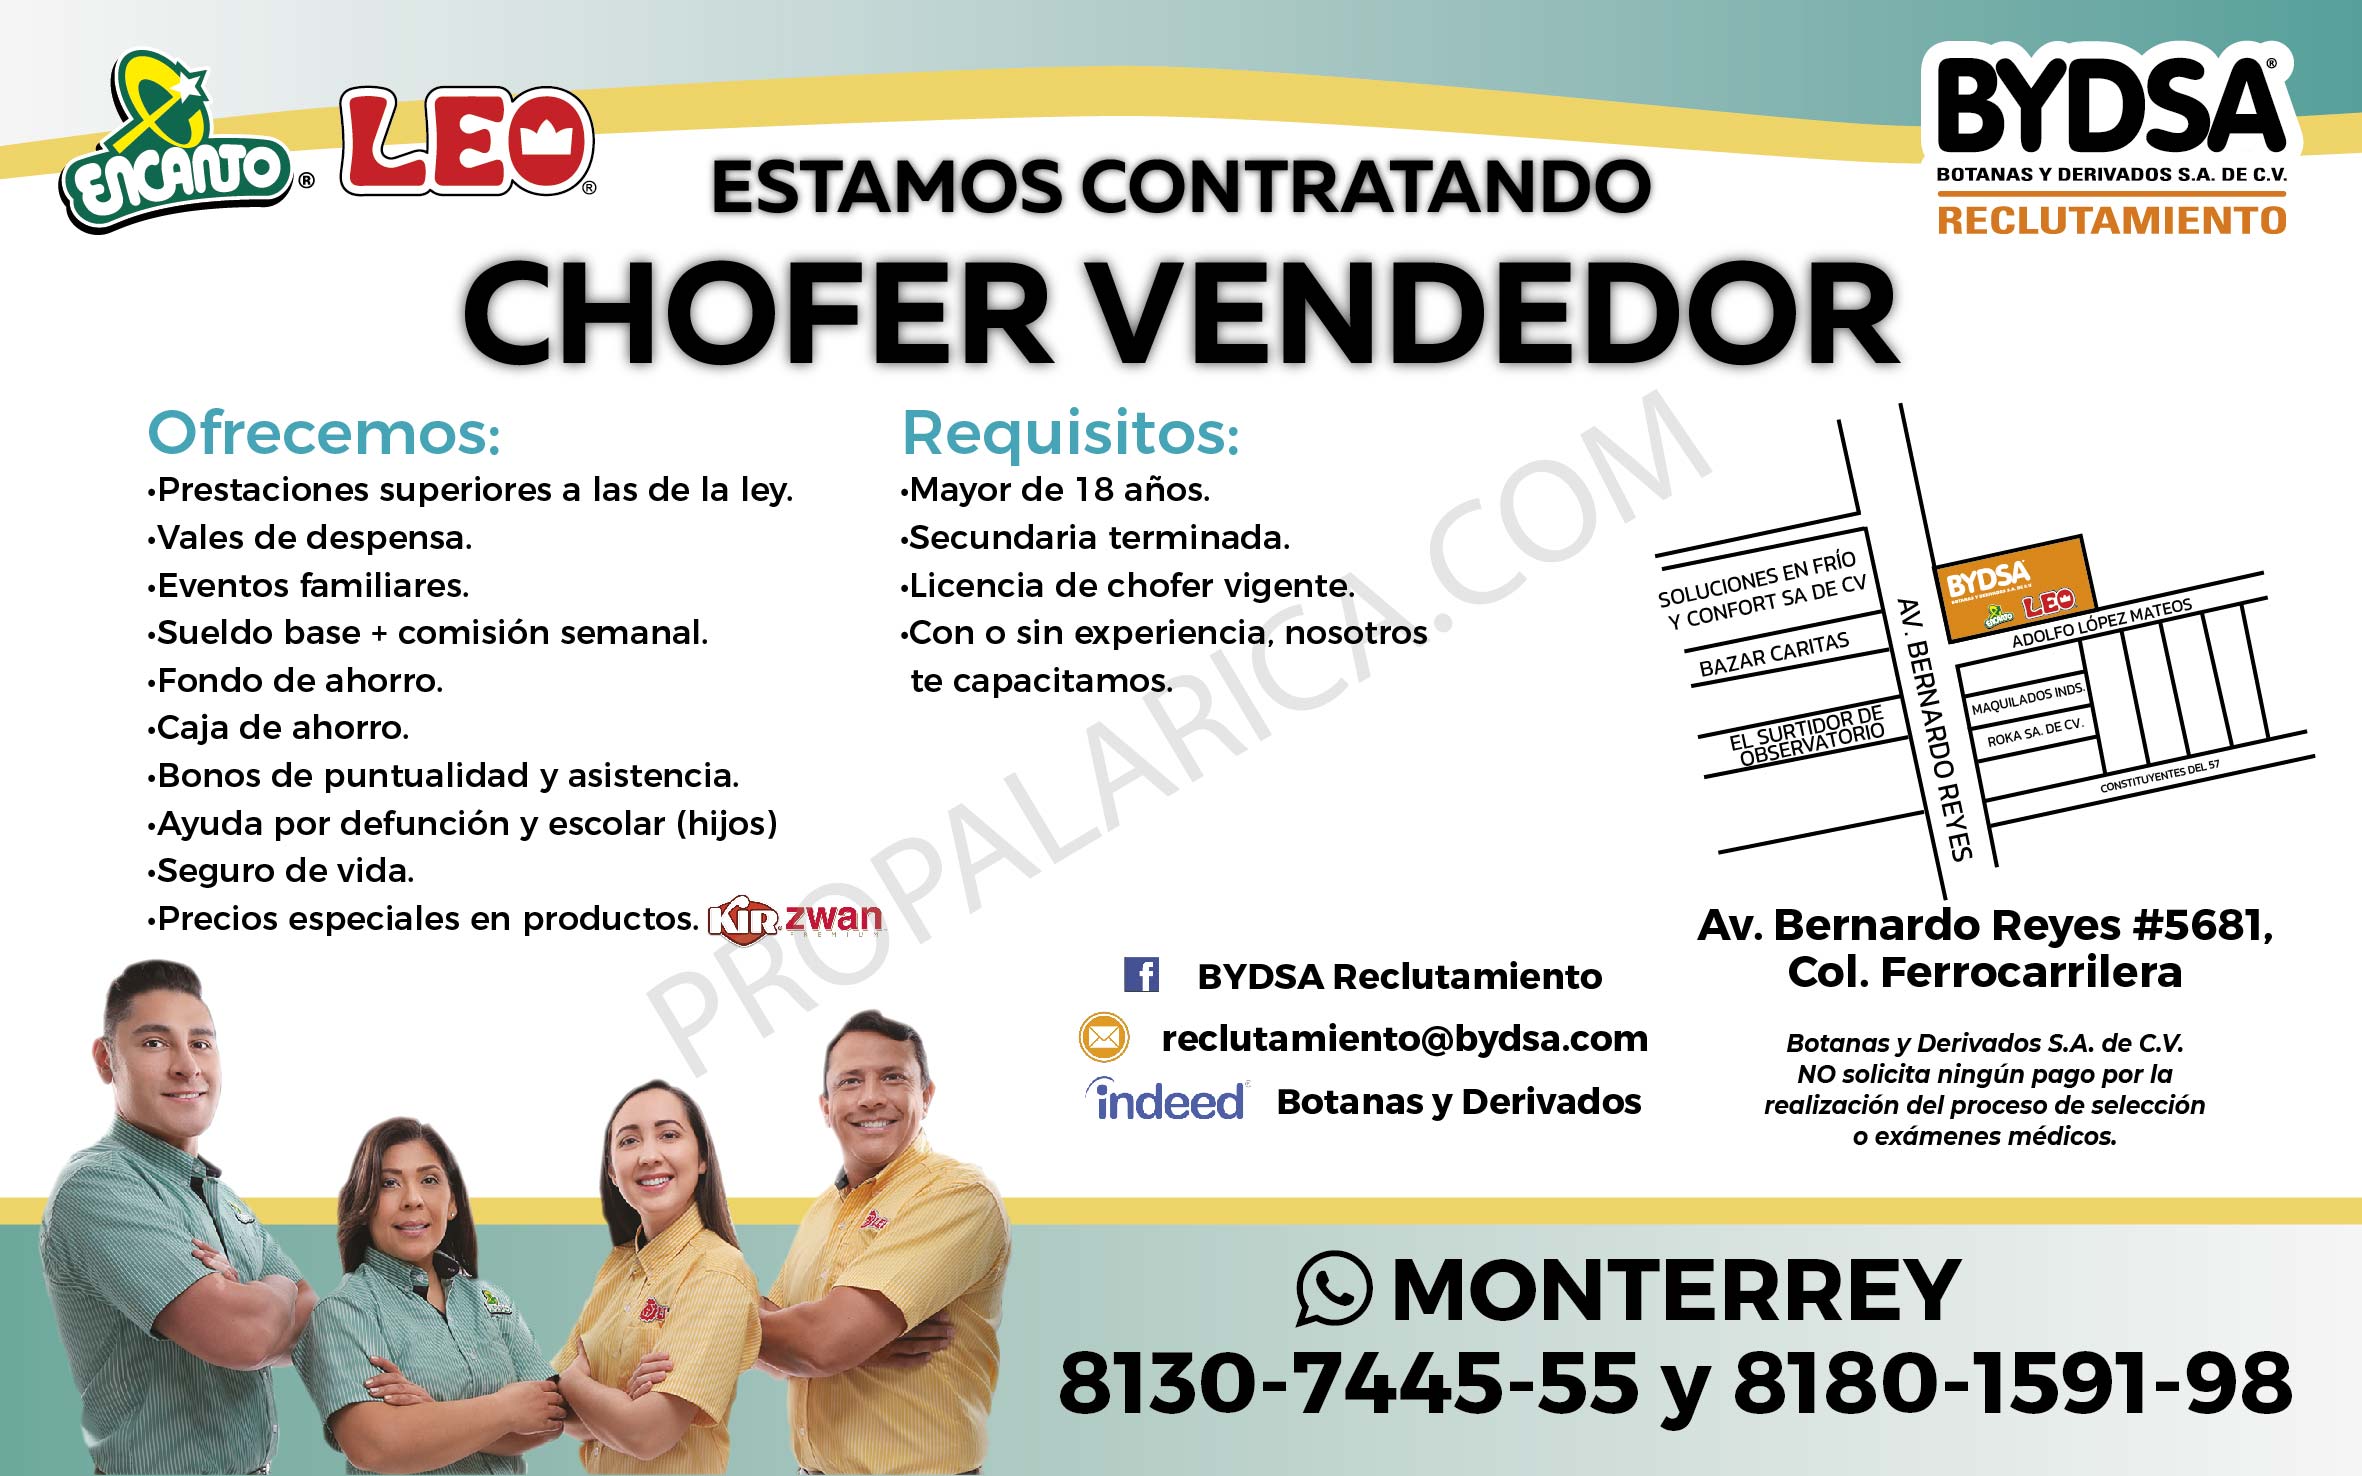 ENCANTO®
LEO®
BYDSA®
BOTANAS Y DERIVADOS S.A. DE C.V.
RECLUTAMIENTO
ESTAMOS CONTRATANDO
CHOFER VENDEDOR
Ofrecemos:
•Prestaciones superiores a las de la ley.
•Vales de despensa.
•Eventos familiares.
•Sueldo base + comisión semanal.
•Fondo de ahorro.
•Caja de ahorro.
•Bonos de puntualidad y asistencia.
•Ayuda por defunción y escolar (hijos)
•Seguro de vida.
•Precios especiales en productos. KIR® zwan
PREMIUM
Requisitos:
•Mayor de 18 años.
•Secundaria terminada.
•Licencia de chofer vigente.
•Con o sin experiencia, nosotros
te capacitamos.
PROPALARICA.COM
SOLUCIONES EN FRÍO
Y CONFORT SA DE CV
BAZAR CARITAS
EL SURTIDOR DE
OBSERVATORIO
AV. BERNARDO REYES
BYDSA
BOTANAS Y DERIVADOS S.A. DE C.V.
ENCANTO LEO
ADOLFO LÓPEZ MATEOS
MAQUILADOS INDS.
ROKA SA. DE CV.
CONSTITUYENTES DEL 57
Av. Bernardo Reyes #5681,
Col. Ferrocarrilera
BYDSA Reclutamiento
reclutamiento@bydsa.com
indeed® Botanas y Derivados
Botanas y Derivados S.A. de C.V.
NO solicita ningún pago por la
realización del proceso de selección
o exámenes médicos.
MONTERREY
8130-7445-55 y 8180-1591-98